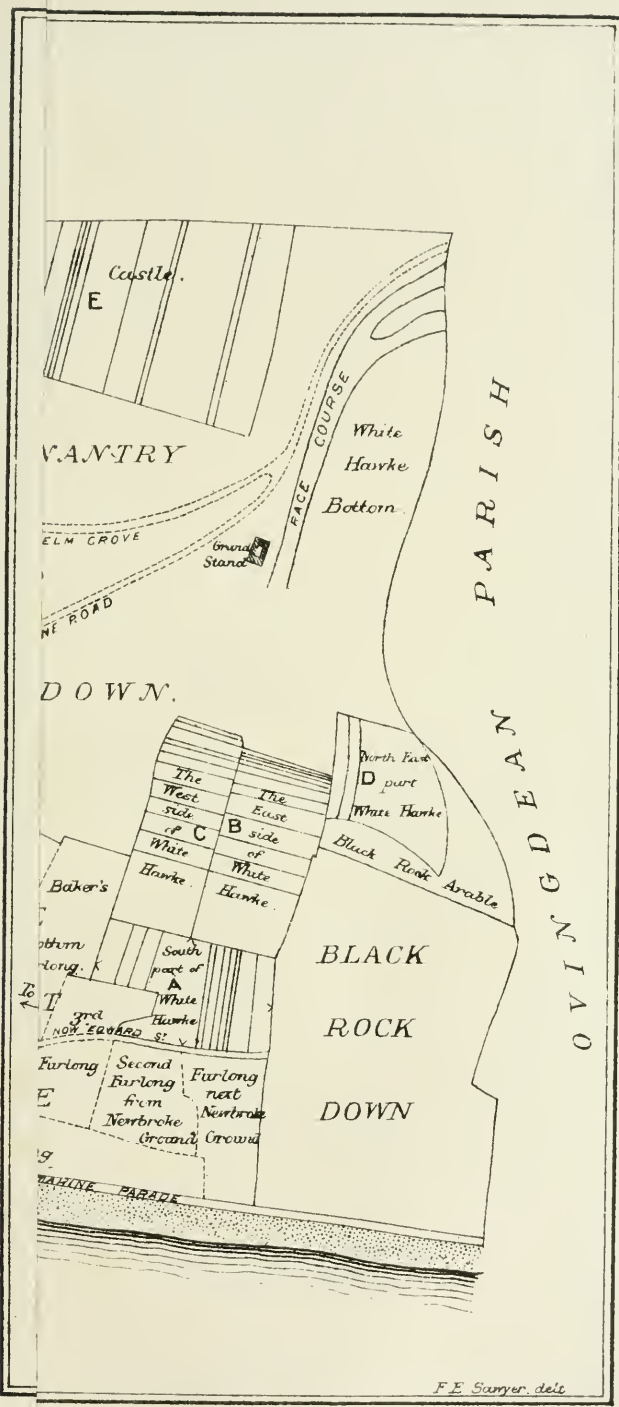 Castle.
E
RACE COURSE
White
Hawke
Bottom.
VANTRY
ELM GROVE
Grand
Stand
NE ROAD
PARISH
OVINGDEAN
DOWN.
North East
D part
White Hawke
The
West
side
of C
White
Hawke.
The
East
B side
of
White
Hawke.
Black Rock Arable
Baker's
ottom
rlong.
To
T
South
part of
A
White
Hawke
3rd
NOW EDWARD ST.
BLACK
ROCK
DOWN
Furlong
E
Second
Furlong
from
Newbroke
Ground
Furlong
next
Newbroke
Ground
g
MARINE PARADE
F E Sawyer. delt